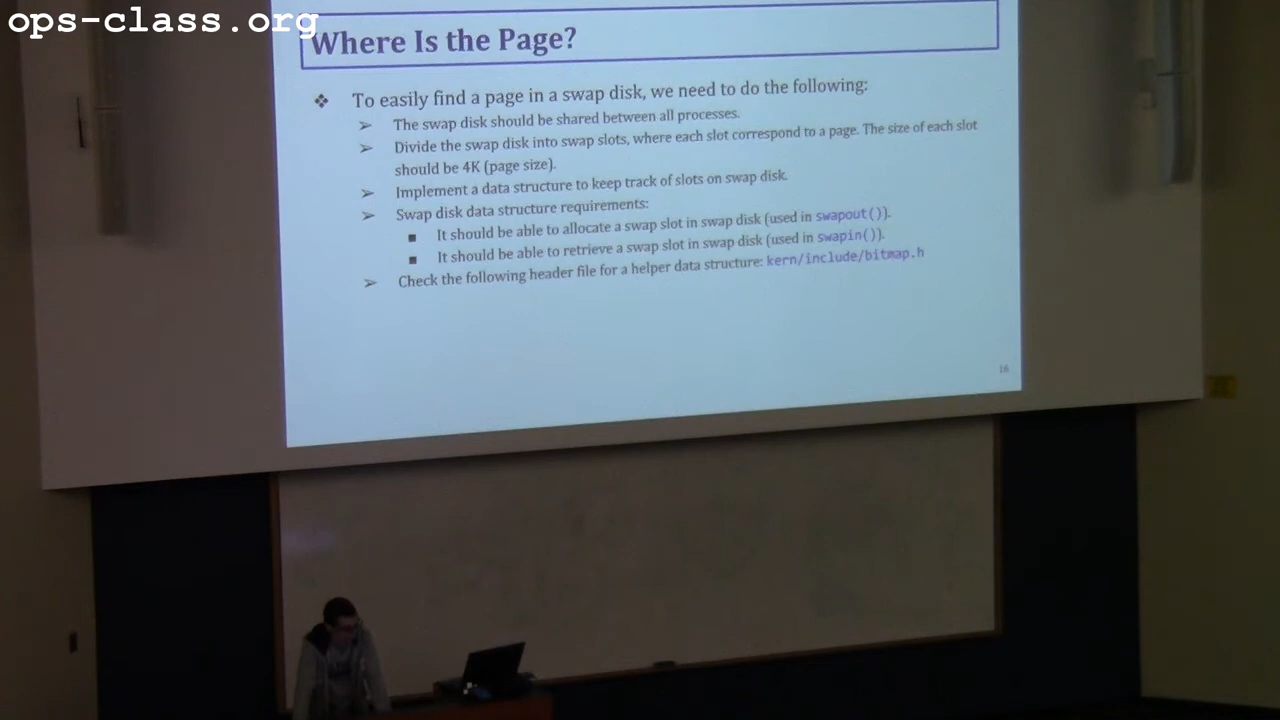 ops-class.org
Where Is the Page?
❖ To easily find a page in a swap disk, we need to do the following:
➢ The swap disk should be shared between all processes.
➢ Divide the swap disk into swap slots, where each slot correspond to a page. The size of each slot
should be 4K (page size).
➢ Implement a data structure to keep track of slots on swap disk.
➢ Swap disk data structure requirements:
■ It should be able to allocate a swap slot in swap disk (used in swapout()).
■ It should be able to retrieve a swap slot in swap disk (used in swapin()).
➢ Check the following header file for a helper data structure: kern/include/bitmap.h
16